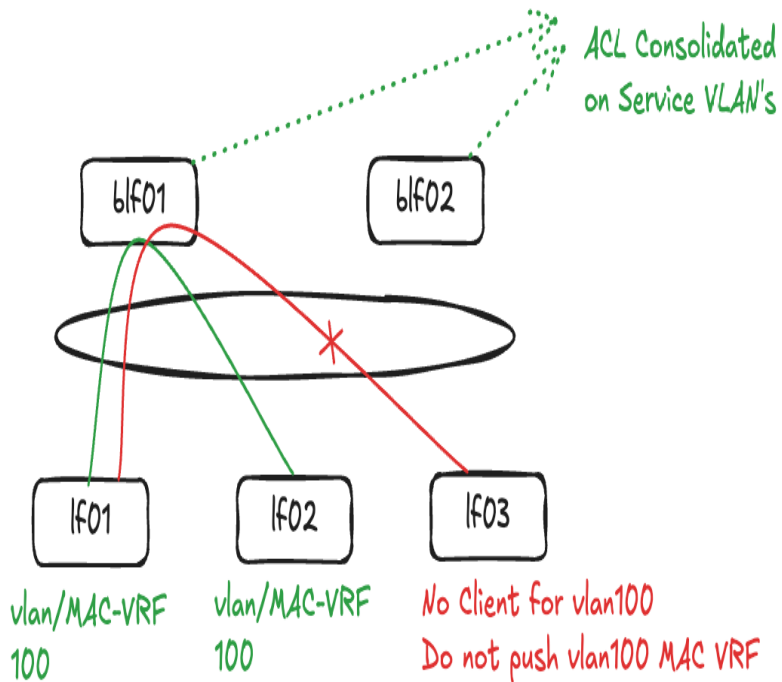 ACL Consolidated
on Service VLAN's
blf01
blf02
lf01
lf02
lf03
vlan/MAC-VRF
100
vlan/MAC-VRF
100
No Client for vlan100
Do not push vlan100 MAC VRF